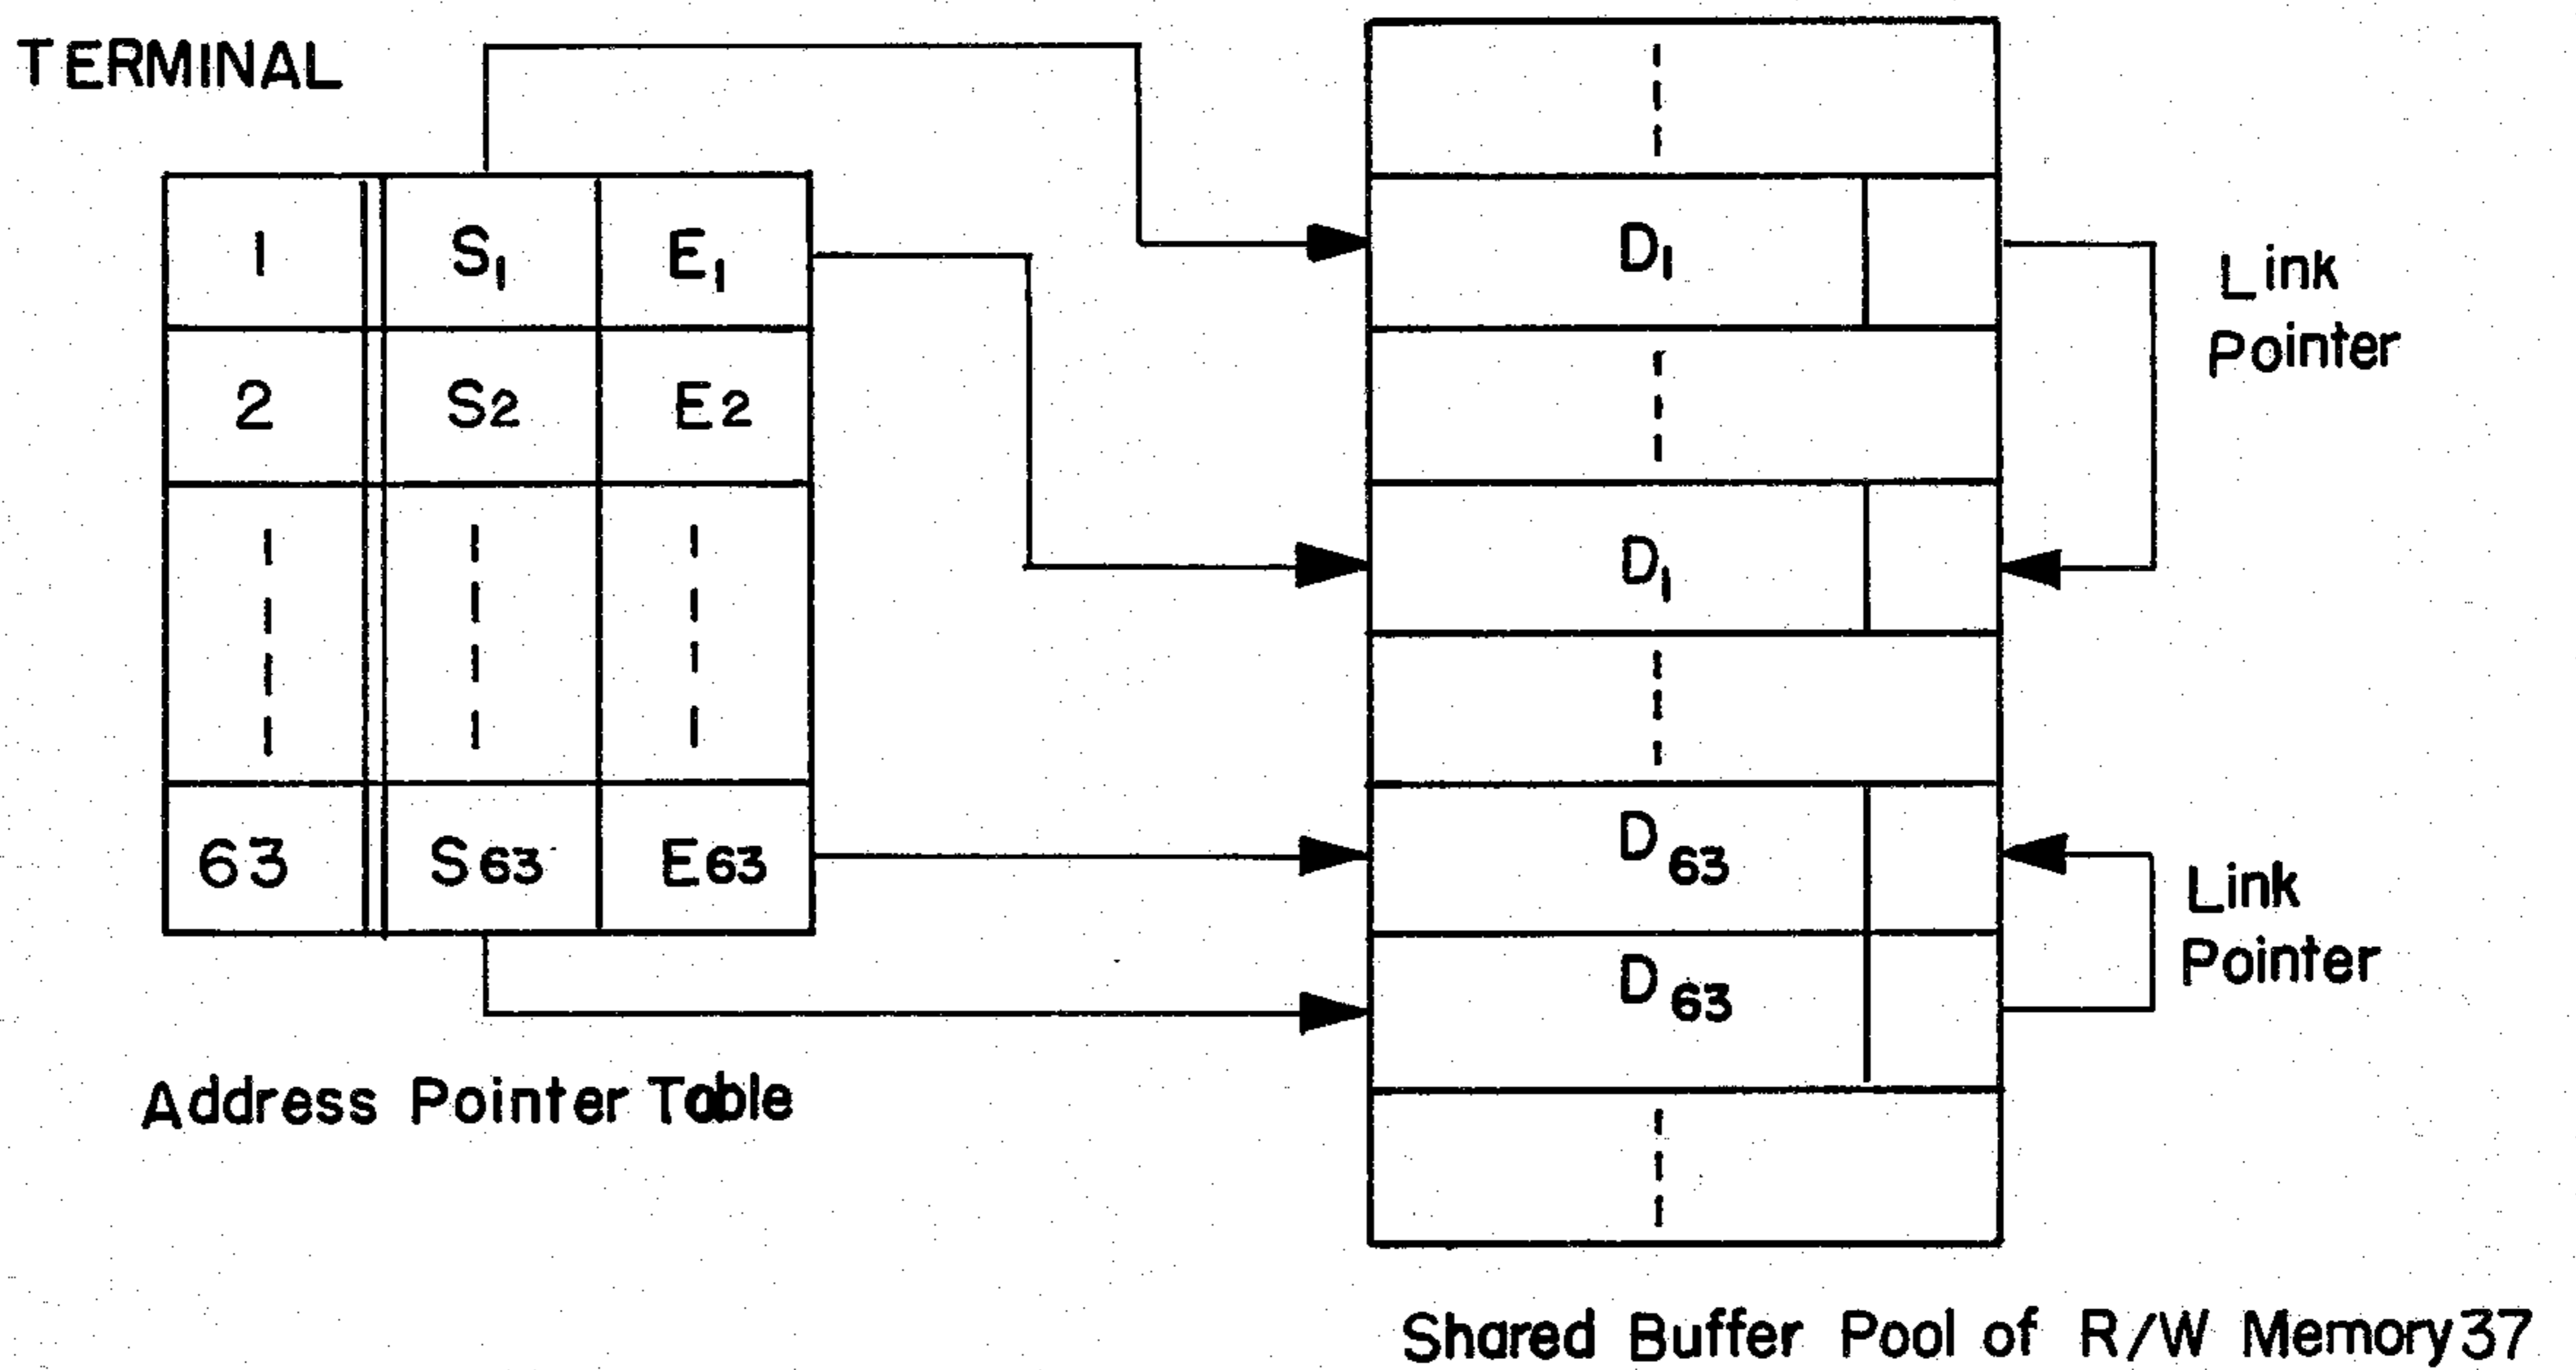 TERMINAL
1 S1 E1
2 S2 E2
63 S63 E63
Address Pointer Table
D1
D1
D63
D63
Link
Pointer
Link
Pointer
Shared Buffer Pool of R/W Memory 37